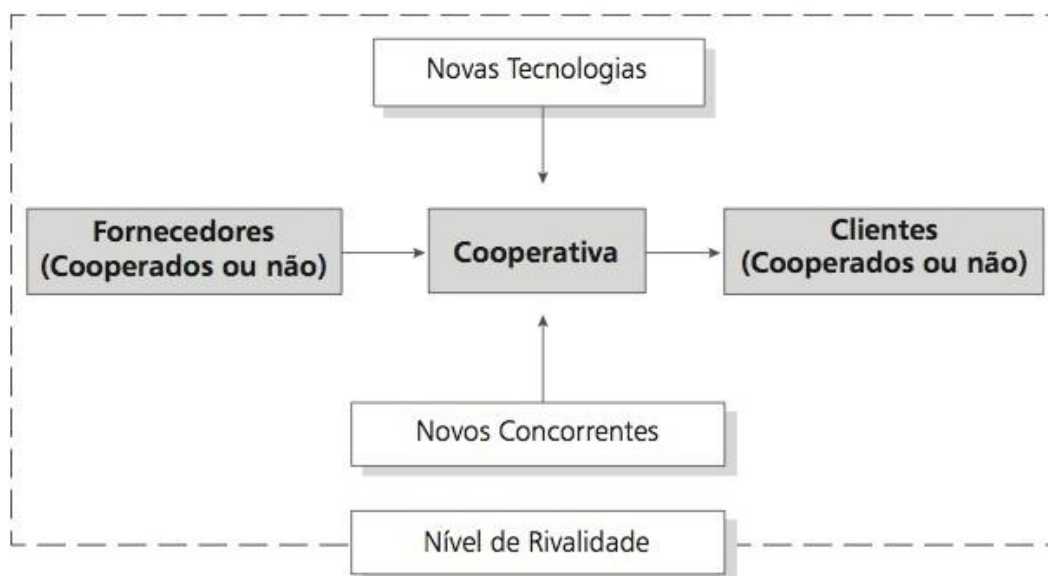 Novas Tecnologias
Fornecedores
(Cooperados ou não)
Cooperativa
Clientes
(Cooperados ou não)
Novos Concorrentes
Nível de Rivalidade